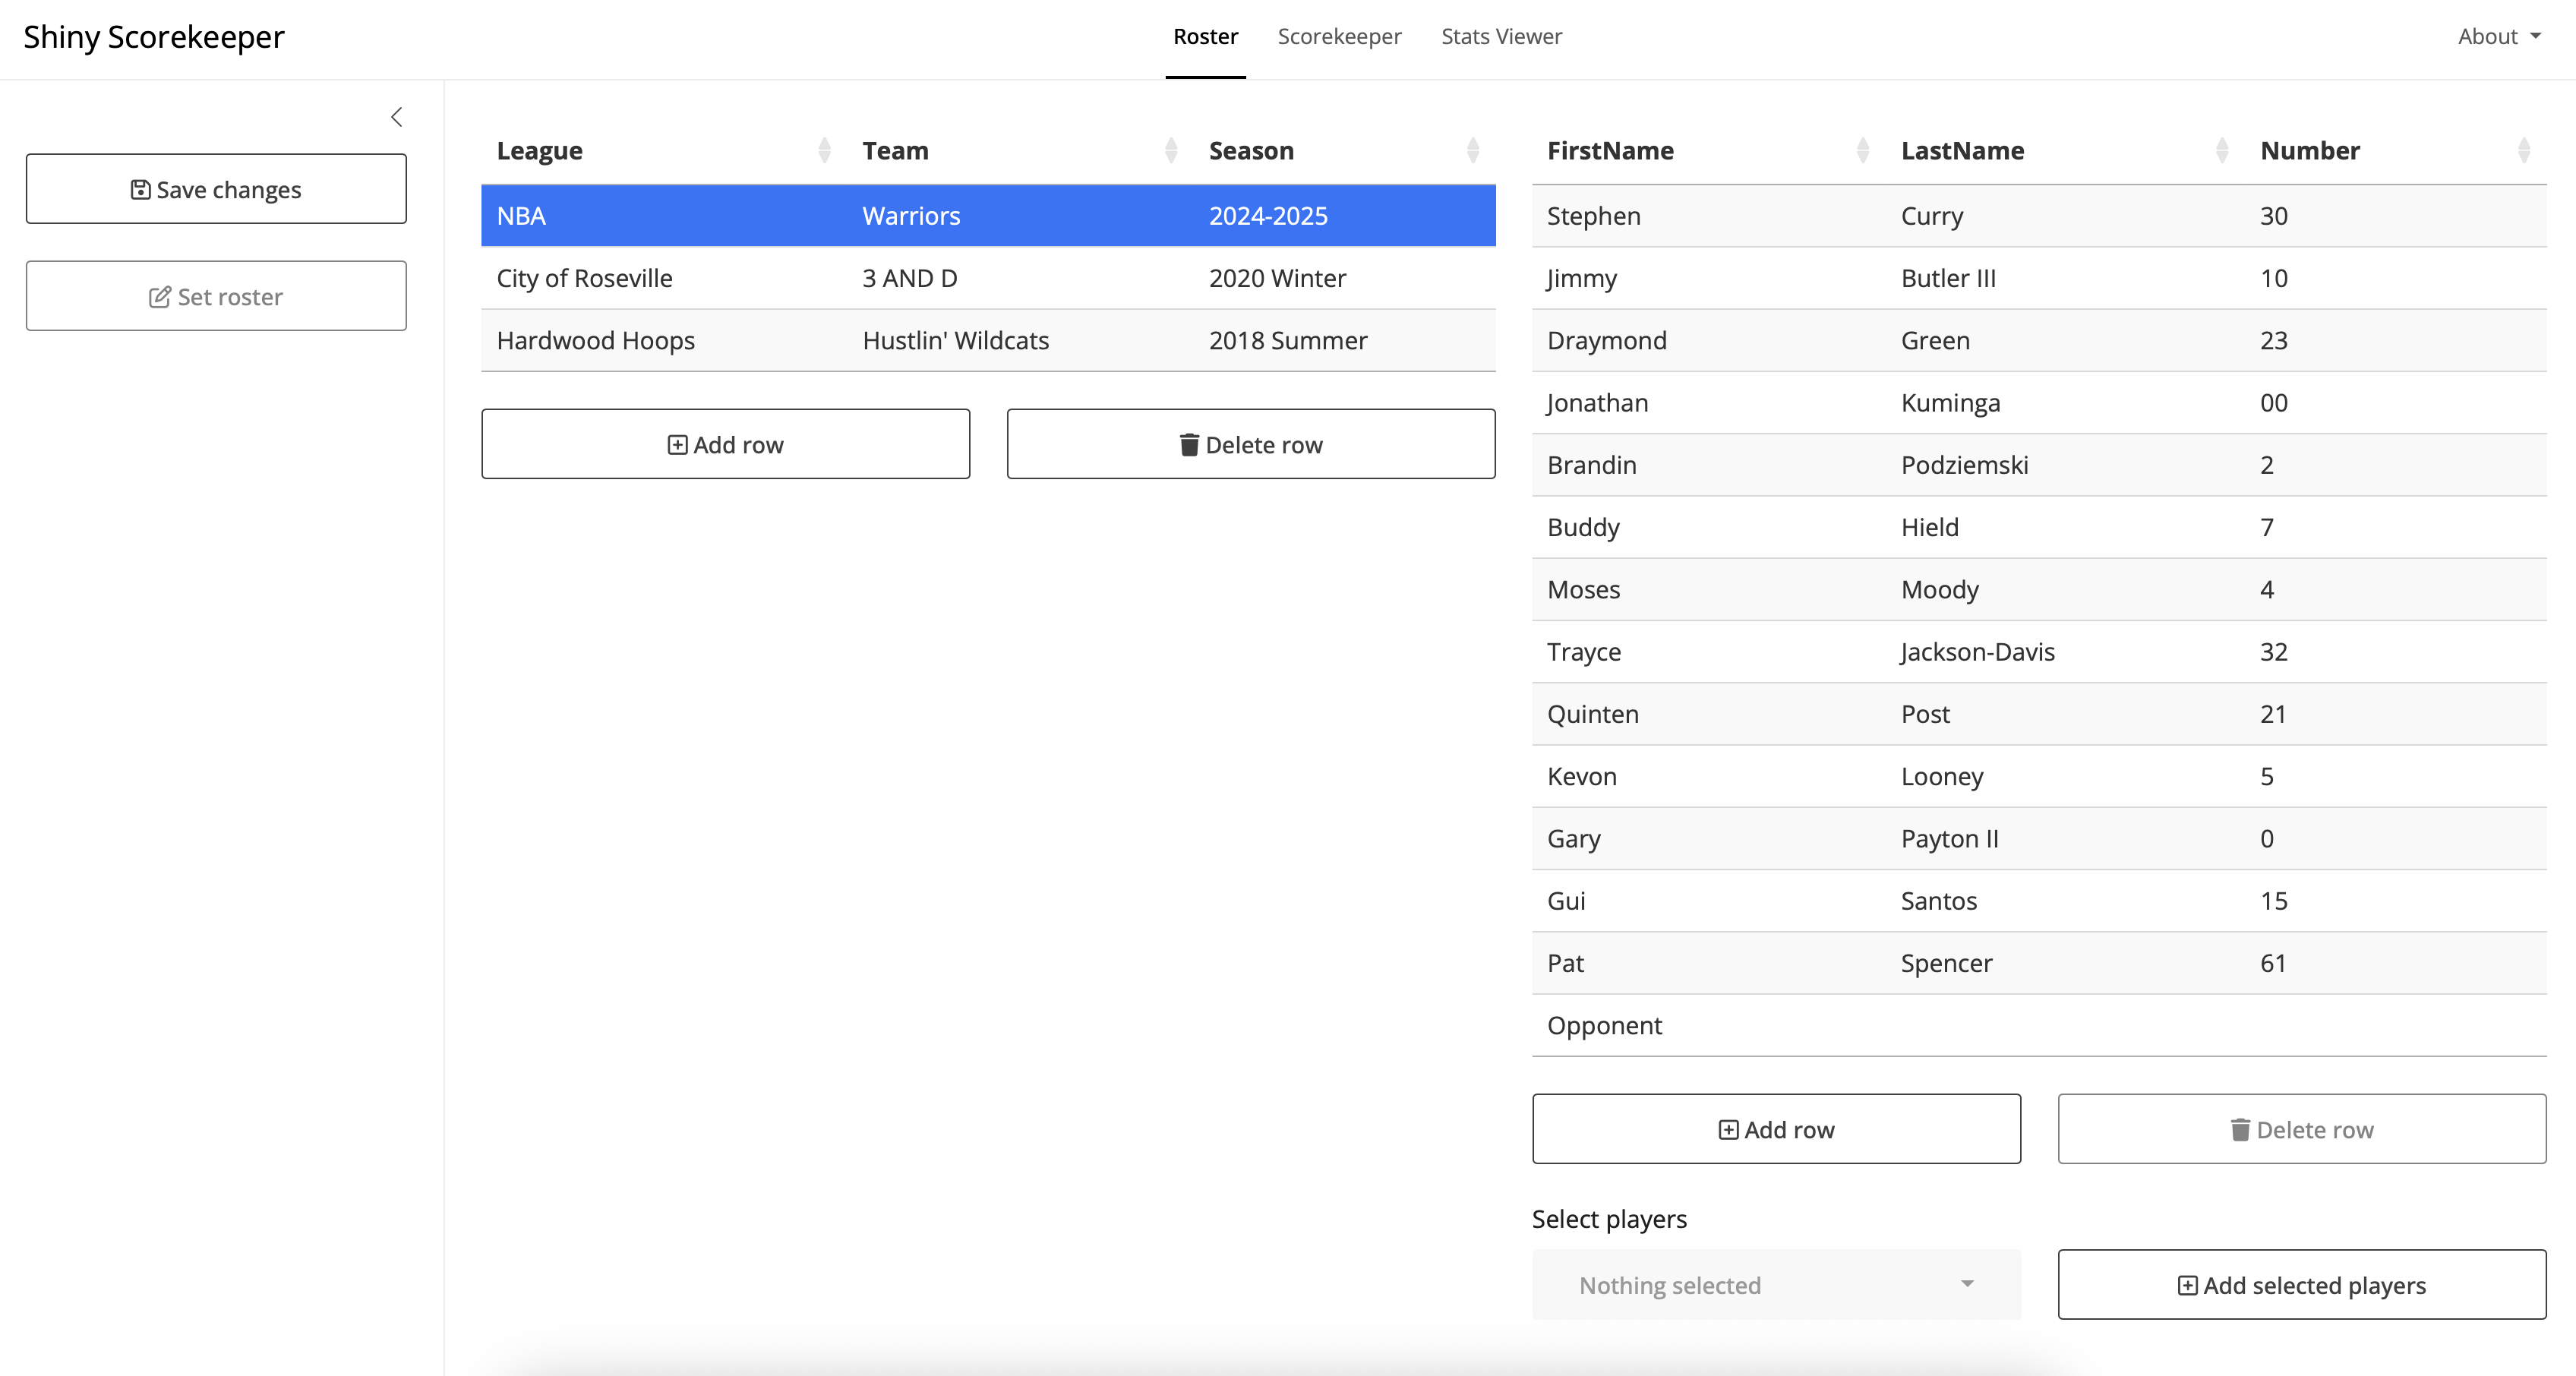 Shiny Scorekeeper
Roster Scorekeeper Stats Viewer
About
Save changes
Set roster
League Team Season
NBA Warriors 2024-2025
City of Roseville 3 AND D 2020 Winter
Hardwood Hoops Hustlin' Wildcats 2018 Summer
Add row Delete row
FirstName LastName Number
Stephen Curry 30
Jimmy Butler III 10
Draymond Green 23
Jonathan Kuminga 00
Brandin Podziemski 2
Buddy Hield 7
Moses Moody 4
Trayce Jackson-Davis 32
Quinten Post 21
Kevon Looney 5
Gary Payton II 0
Gui Santos 15
Pat Spencer 61
Opponent
Add row Delete row
Select players
Nothing selected Add selected players